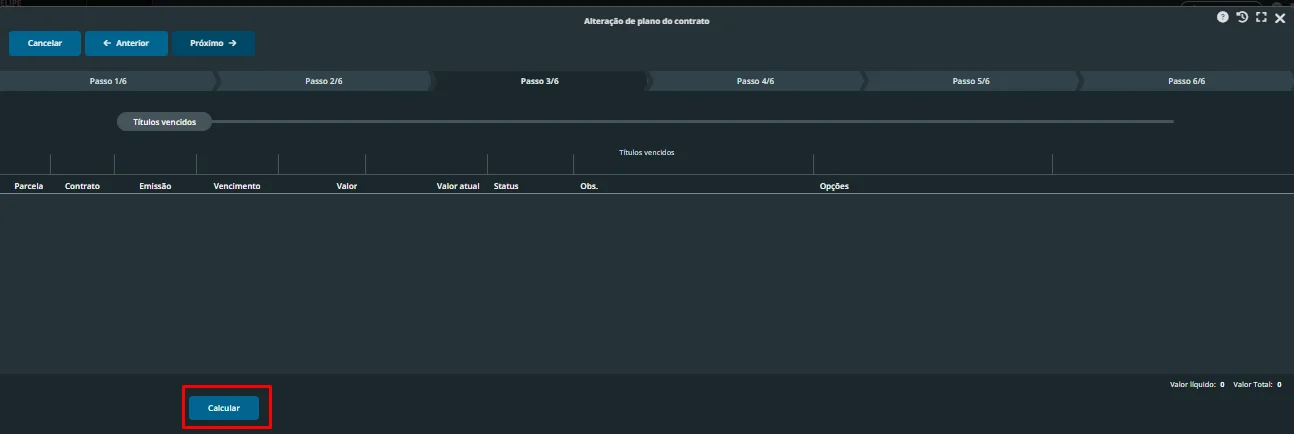 ELIPE
Alteração de plano do contrato
Cancelar
Anterior
Próximo
Passo 1/6
Passo 2/6
Passo 3/6
Passo 4/6
Passo 5/6
Passo 6/6
Títulos vencidos
Títulos vencidos
Parcela Contrato Emissão Vencimento Valor Valor atual Status Obs. Opções
Valor líquido: 0 Valor Total: 0
Calcular